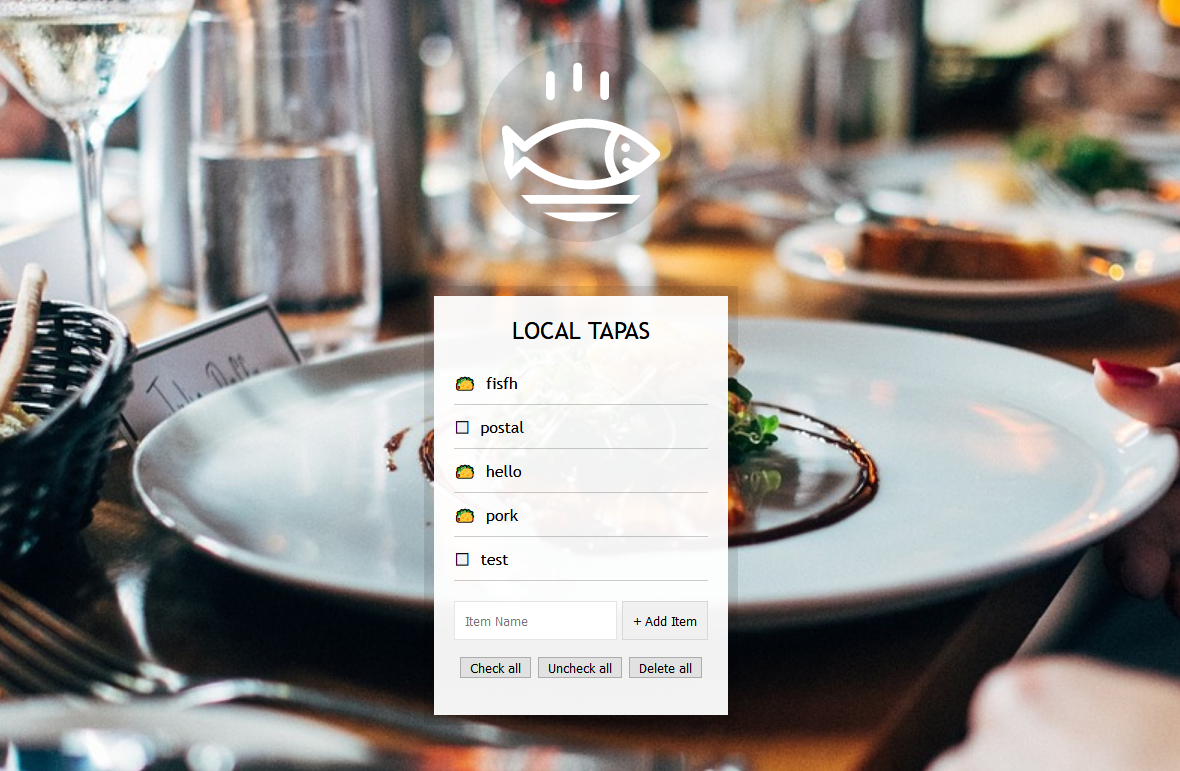 LOCAL TAPAS
🌮 fisfh
☐ postal
🌮 hello
🌮 pork
☐ test
Item Name + Add Item
Check all Uncheck all Delete all